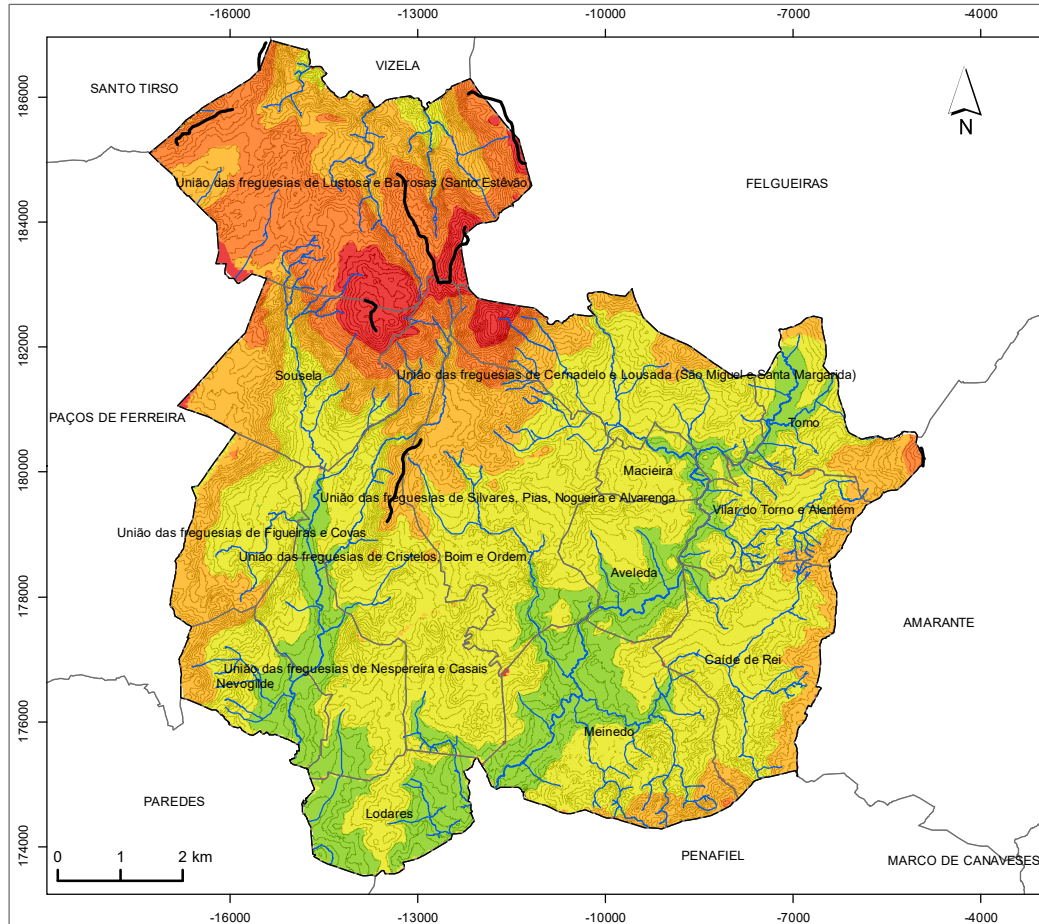 -16000
-13000
-10000
-7000
-4000
VIZELA
SANTO TIRSO
186000
N
FELGUEIRAS
União das freguesias de Lustosa e Barrosas (Santo Estêvão)
184000
182000
Sousela
União das freguesias de Cernadelo e Lousada (São Miguel e Santa Margarida)
PAÇOS DE FERREIRA
Torno
180000
Macieira
União das freguesias de Silvares, Pias, Nogueira e Alvarenga
Vilar do Torno e Alentém
União das freguesias de Figueiras e Covas
União das freguesias de Cristelos, Boim e Ordem
Aveleda
178000
AMARANTE
Caíde de Rei
União das freguesias de Nespereira e Casais
Nevogilde
176000
Meinedo
PAREDES
Lodares
174000
0 1 2 km
PENAFIEL
MARCO DE CANAVESES
-16000
-13000
-10000
-7000
-4000